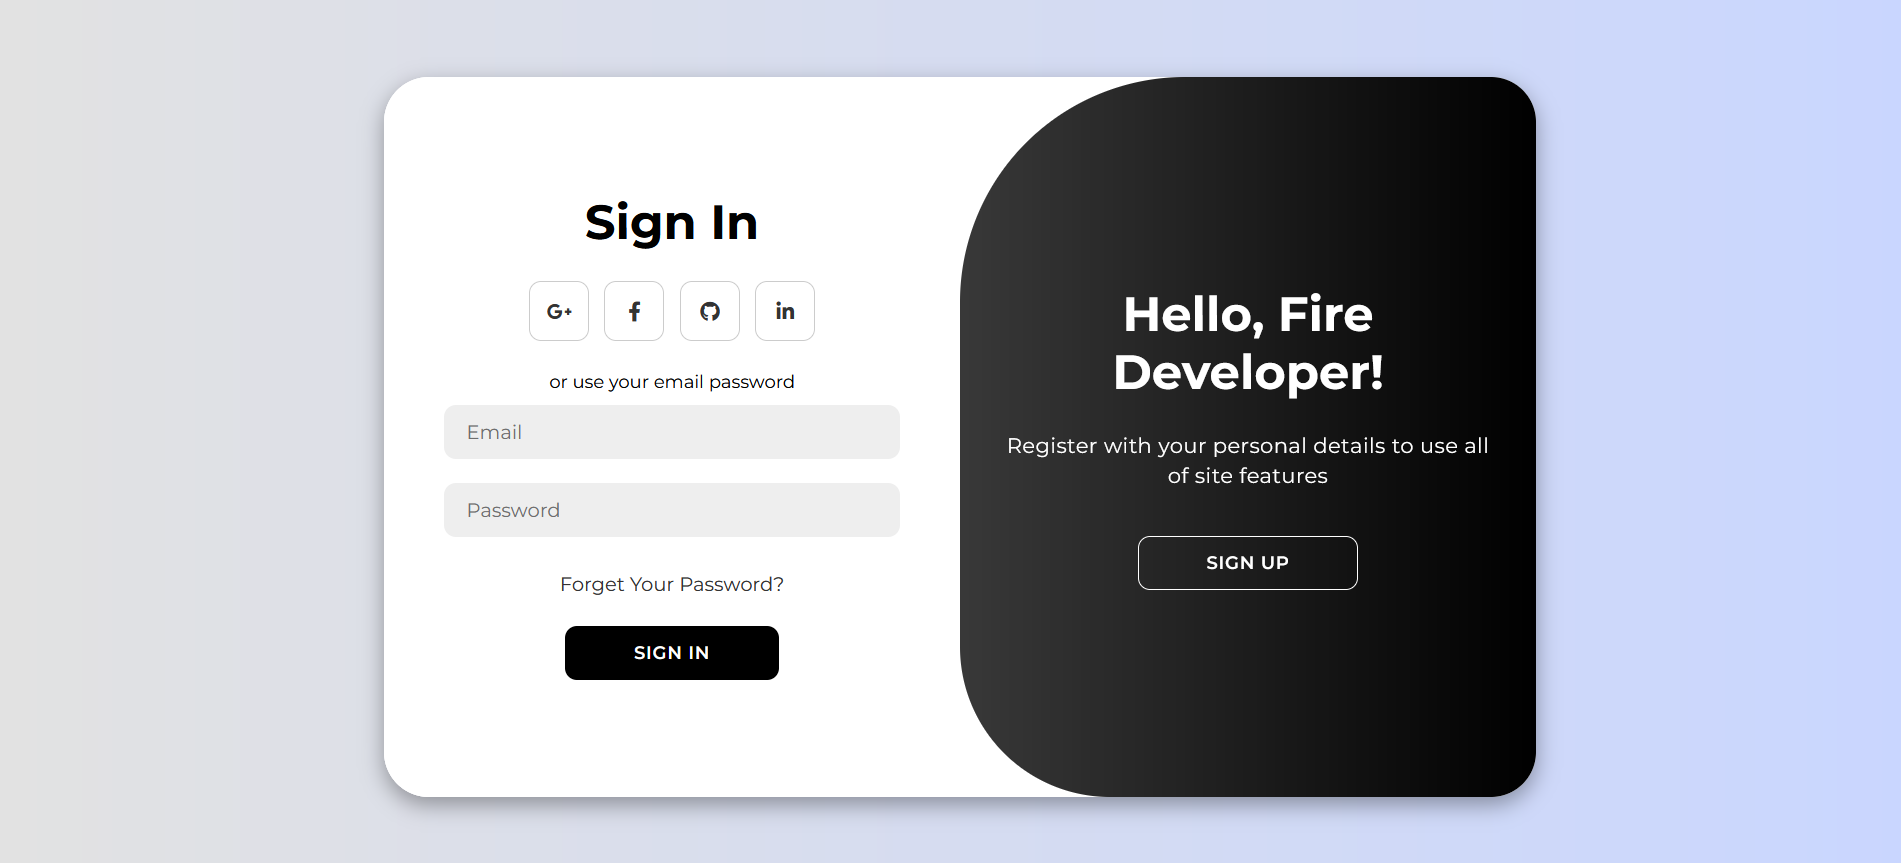 Sign In
G+
f
in
or use your email password
Email
Password
Forget Your Password?
SIGN IN
Hello, Fire
Developer!
Register with your personal details to use all
of site features
SIGN UP